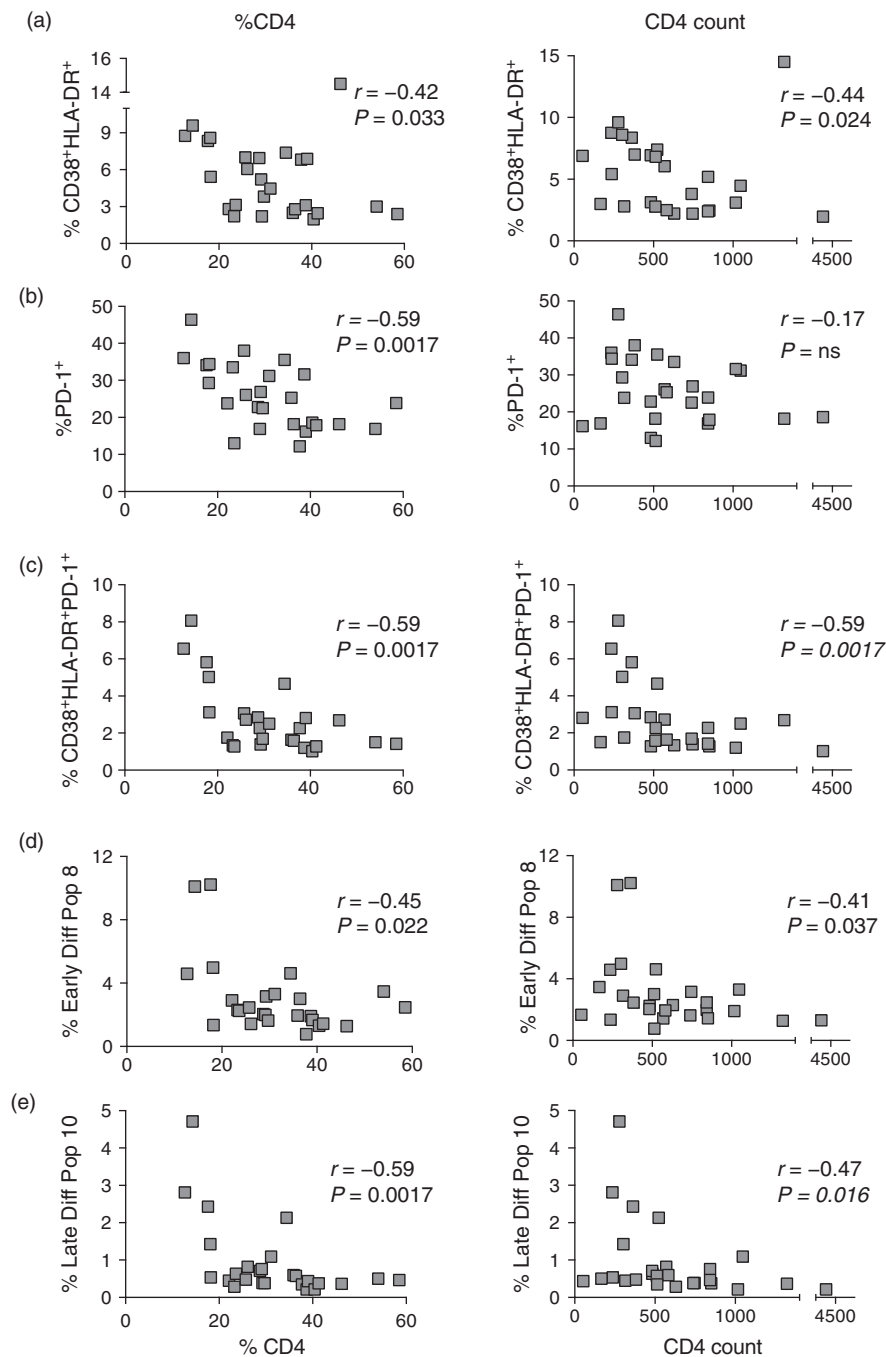 (a)
%CD4
CD4 count
% CD38⁺HLA-DR⁺
16
14
9
6
3
0
0 20 40 60
r = −0.42
P = 0.033
% CD38⁺HLA-DR⁺
15
10
5
0
0 500 1000 4500
r = −0.44
P = 0.024
(b)
%PD-1⁺
50
40
30
20
10
0
0 20 40 60
r = −0.59
P = 0.0017
%PD-1⁺
50
40
30
20
10
0
0 500 1000 4500
r = −0.17
P = ns
(c)
% CD38⁺HLA-DR⁺PD-1⁺
10
8
6
4
2
0
0 20 40 60
r = −0.59
P = 0.0017
% CD38⁺HLA-DR⁺PD-1⁺
10
8
6
4
2
0
0 500 1000 4500
r = −0.59
P = 0.0017
(d)
% Early Diff Pop 8
12
8
4
0
0 20 40 60
r = −0.45
P = 0.022
% Early Diff Pop 8
12
8
4
0
0 500 1000 4500
r = −0.41
P = 0.037
(e)
% Late Diff Pop 10
5
4
3
2
1
0
0 20 40 60
r = −0.59
P = 0.0017
% CD4
% Late Diff Pop 10
5
4
3
2
1
0
0 500 1000 4500
r = −0.47
P = 0.016
CD4 count